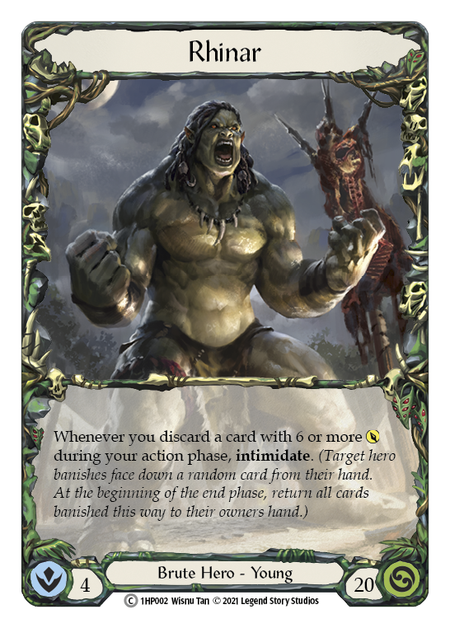 Rhinar
Whenever you discard a card with 6 or more
during your action phase, intimidate. (Target hero
banishes face down a random card from their hand.
At the beginning of the end phase, return all cards
banished this way to their owners hand.)
4
Brute Hero - Young
20
C 1HP002 Wisnu Tan © 2021 Legend Story Studios